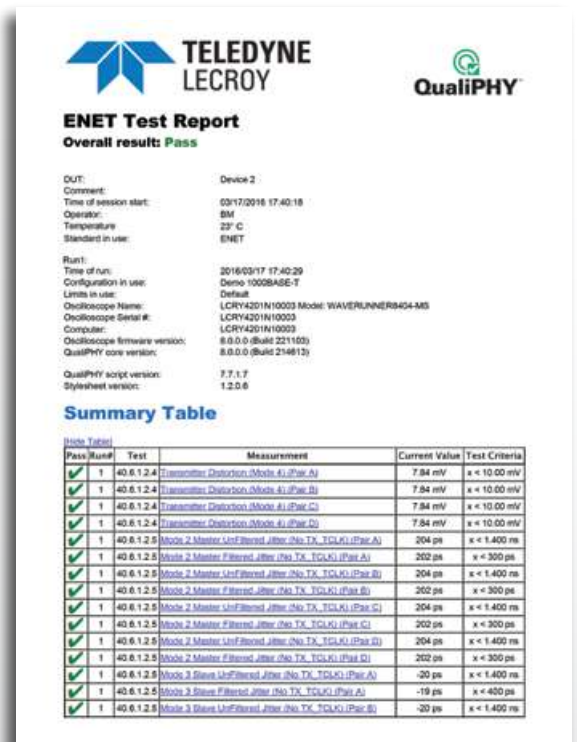 TELEDYNE
LECROY
QualiPHY
ENET Test Report
Overall result: Pass
DUT: Device 2
Comment:
Time of session start: 03/17/2016 17:40:18
Operator: BM
Temperature 23° C
Standard in use: ENET
Run1:
Time of run: 2016/03/17 17:40:29
Configuration in use: Demo 1000BASE-T
Limits in use: Default
Oscilloscope Name: LCRY4201N10003 Model: WAVERUNNER8404-MS
Oscilloscope Serial #: LCRY4201N10003
Computer: LCRY4201N10003
Oscilloscope firmware version: 8.0.0.0 (Build 221103)
QualiPHY core version: 8.0.0.0 (Build 214613)
QualiPHY script version: 7.7.1.7
Stylesheet version: 1.2.0.6
Summary Table
[Hide Table]
Pass Run# Test Measurement Current Value Test Criteria
1 40.6.1.2.4 Transmitter Distortion (Mode 4) (Pair A) 7.84 mV x < 10.00 mV
1 40.6.1.2.4 Transmitter Distortion (Mode 4) (Pair B) 7.84 mV x < 10.00 mV
1 40.6.1.2.4 Transmitter Distortion (Mode 4) (Pair C) 7.84 mV x < 10.00 mV
1 40.6.1.2.4 Transmitter Distortion (Mode 4) (Pair D) 7.84 mV x < 10.00 mV
1 40.6.1.2.5 Mode 2 Master UnFiltered Jitter (No TX_TCLK) (Pair A) 204 ps x < 1.400 ns
1 40.6.1.2.5 Mode 2 Master Filtered Jitter (No TX_TCLK) (Pair A) 202 ps x < 300 ps
1 40.6.1.2.5 Mode 2 Master UnFiltered Jitter (No TX_TCLK) (Pair B) 204 ps x < 1.400 ns
1 40.6.1.2.5 Mode 2 Master Filtered Jitter (No TX_TCLK) (Pair B) 202 ps x < 300 ps
1 40.6.1.2.5 Mode 2 Master UnFiltered Jitter (No TX_TCLK) (Pair C) 204 ps x < 1.400 ns
1 40.6.1.2.5 Mode 2 Master Filtered Jitter (No TX_TCLK) (Pair C) 202 ps x < 300 ps
1 40.6.1.2.5 Mode 2 Master UnFiltered Jitter (No TX_TCLK) (Pair D) 204 ps x < 1.400 ns
1 40.6.1.2.5 Mode 2 Master Filtered Jitter (No TX_TCLK) (Pair D) 202 ps x < 300 ps
1 40.6.1.2.5 Mode 3 Slave UnFiltered Jitter (No TX_TCLK) (Pair A) -20 ps x < 1.400 ns
1 40.6.1.2.5 Mode 3 Slave Filtered Jitter (No TX_TCLK) (Pair A) -19 ps x < 400 ps
1 40.6.1.2.5 Mode 3 Slave UnFiltered Jitter (No TX_TCLK) (Pair B) -20 ps x < 1.400 ns